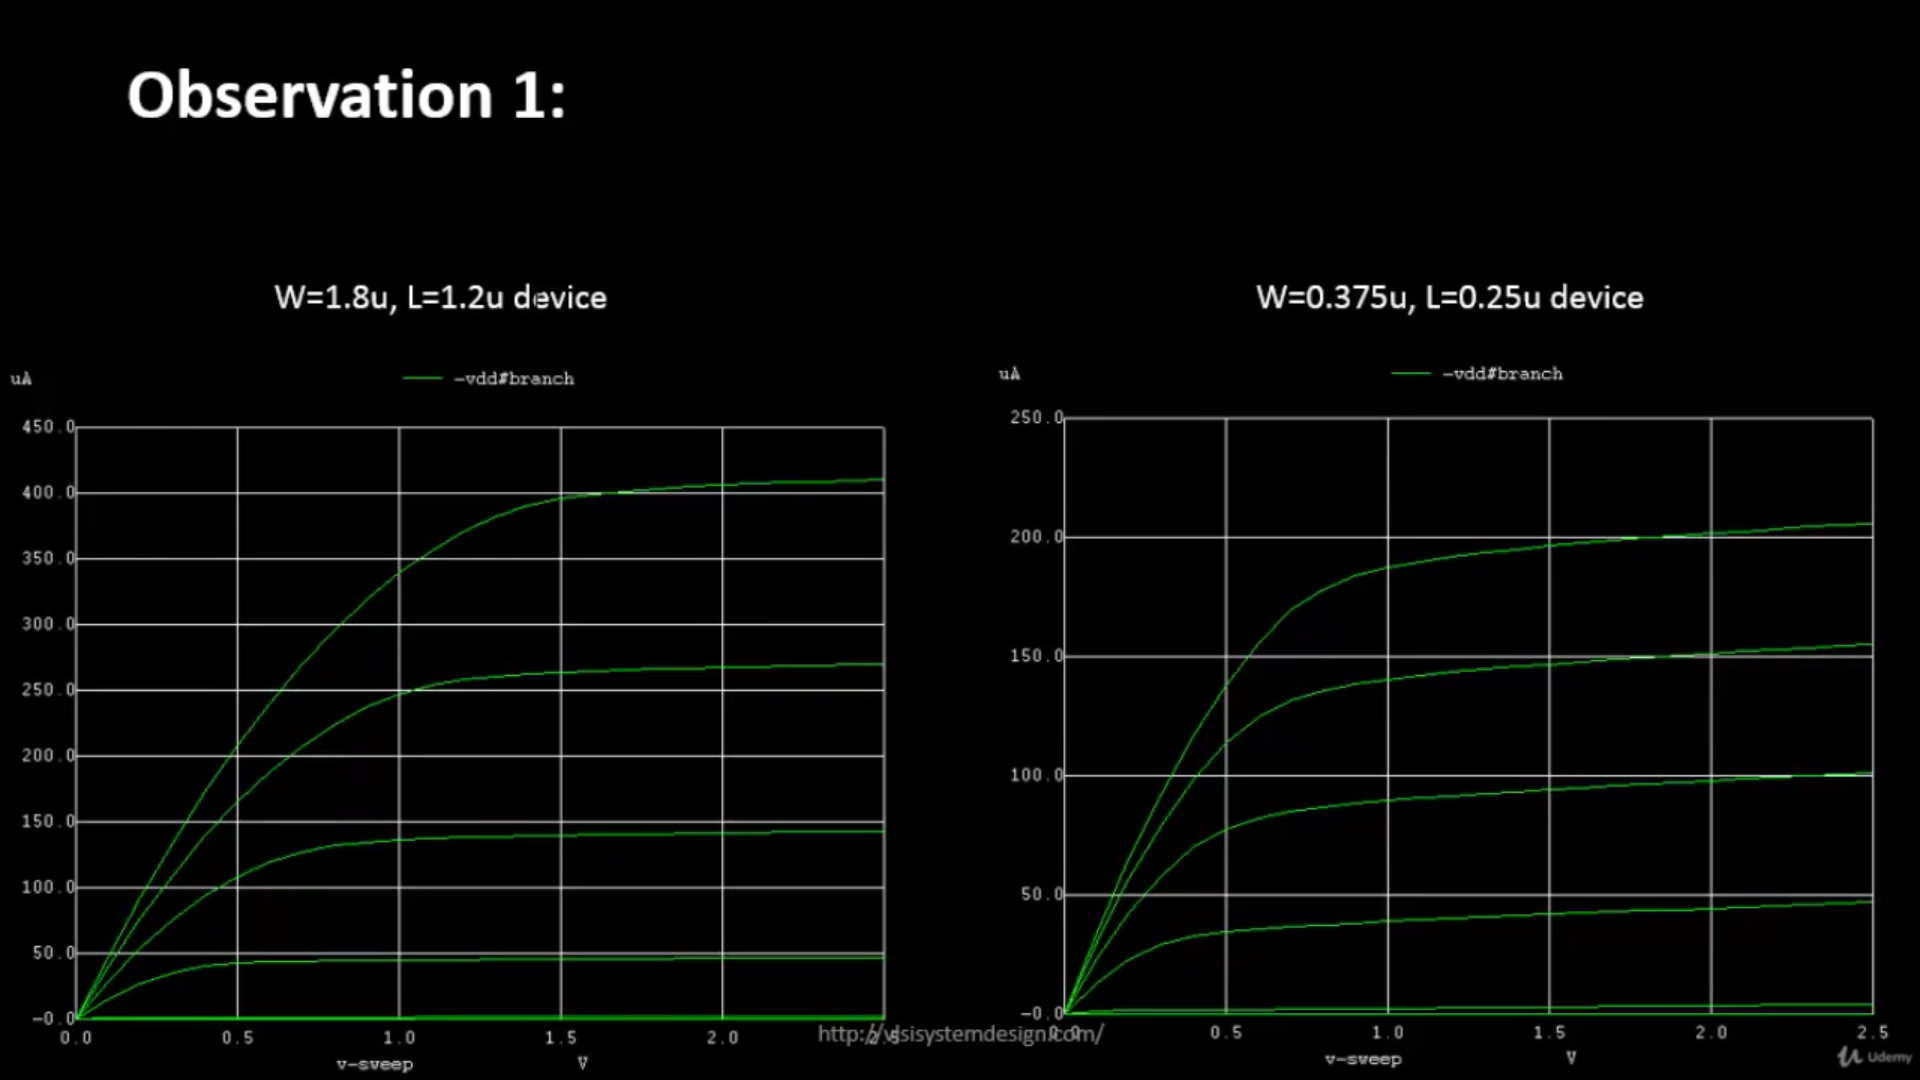 Observation 1:
W=1.8u, L=1.2u device
W=0.375u, L=0.25u device
uA
-vdd#branch
450.0
400.0
350.0
300.0
250.0
200.0
150.0
100.0
50.0
-0.0
0.0 0.5 1.0 1.5 2.0 2.5
v-sweep V
uA
-vdd#branch
250.0
200.0
150.0
100.0
50.0
-0.0
0.0 0.5 1.0 1.5 2.0 2.5
v-sweep V
http://vlsisystemdesign.com/
Udemy